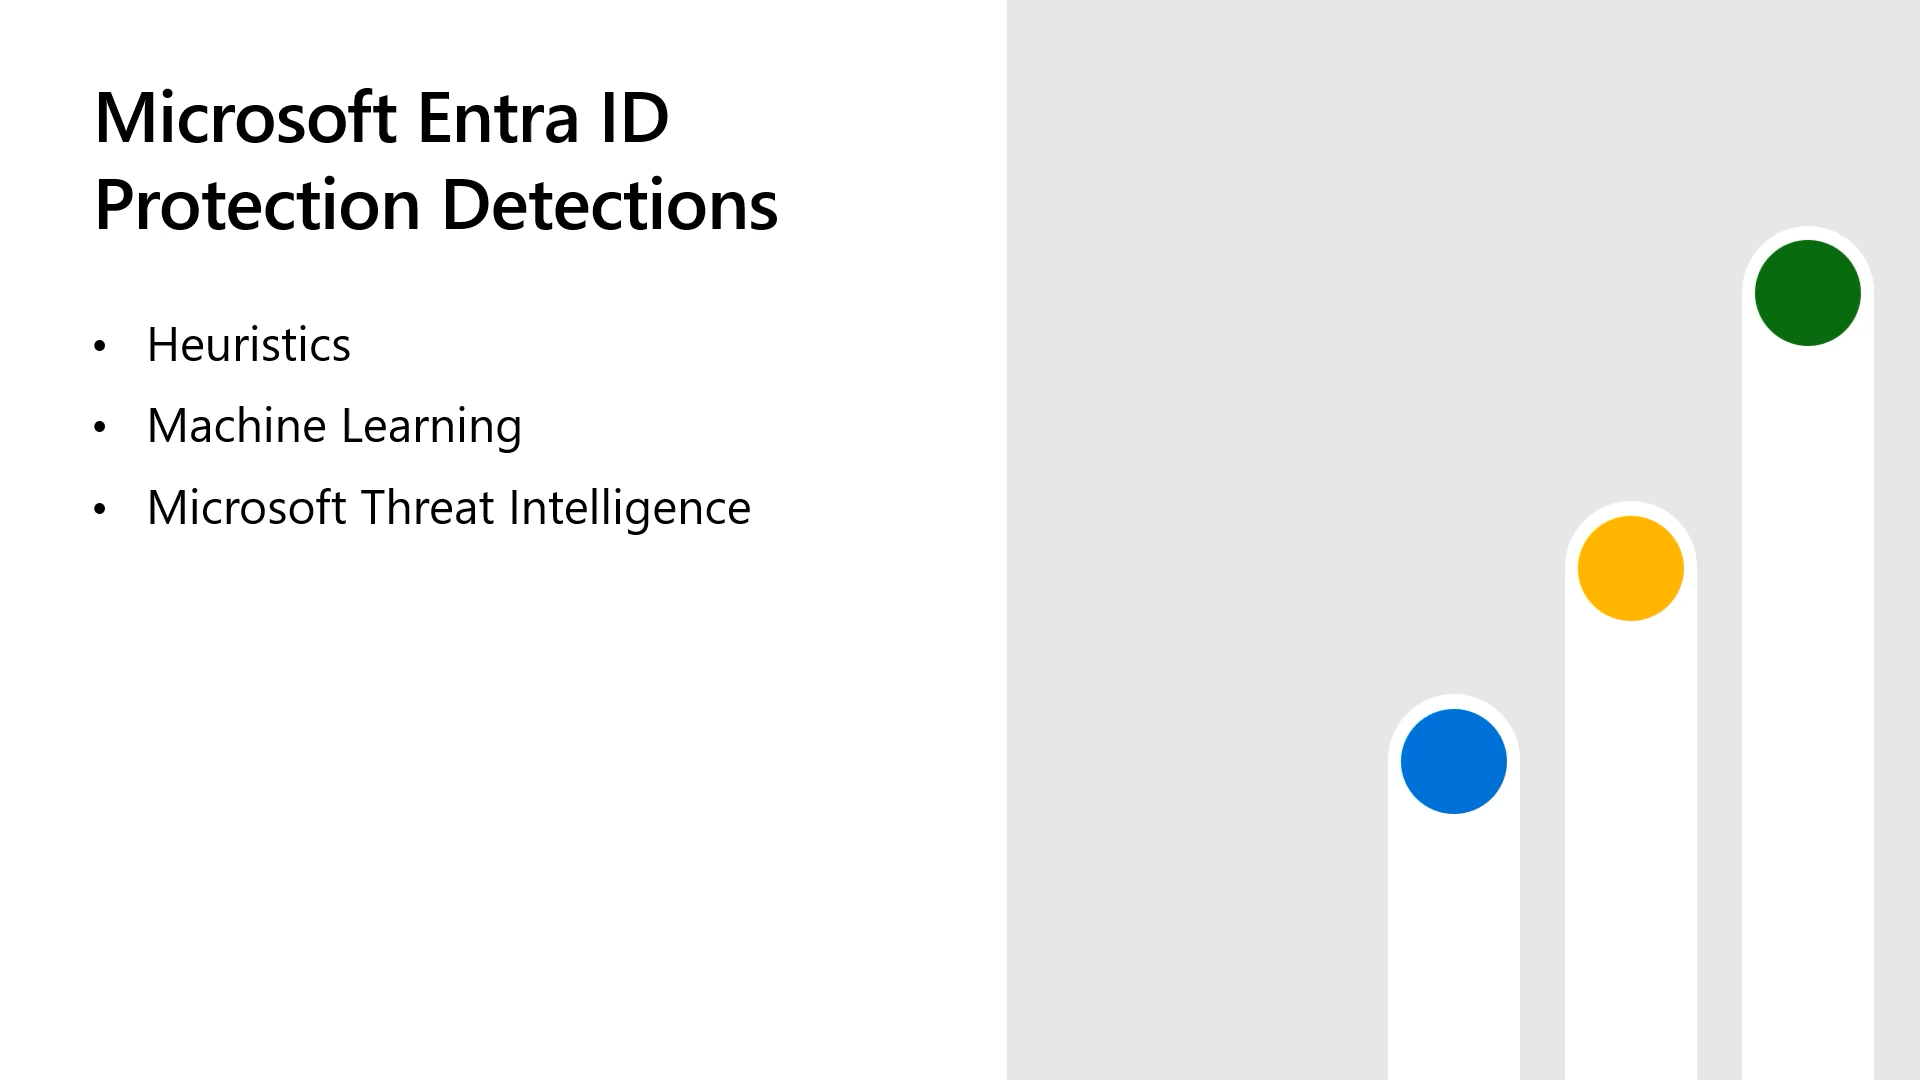 Microsoft Entra ID
Protection Detections
• Heuristics
• Machine Learning
• Microsoft Threat Intelligence